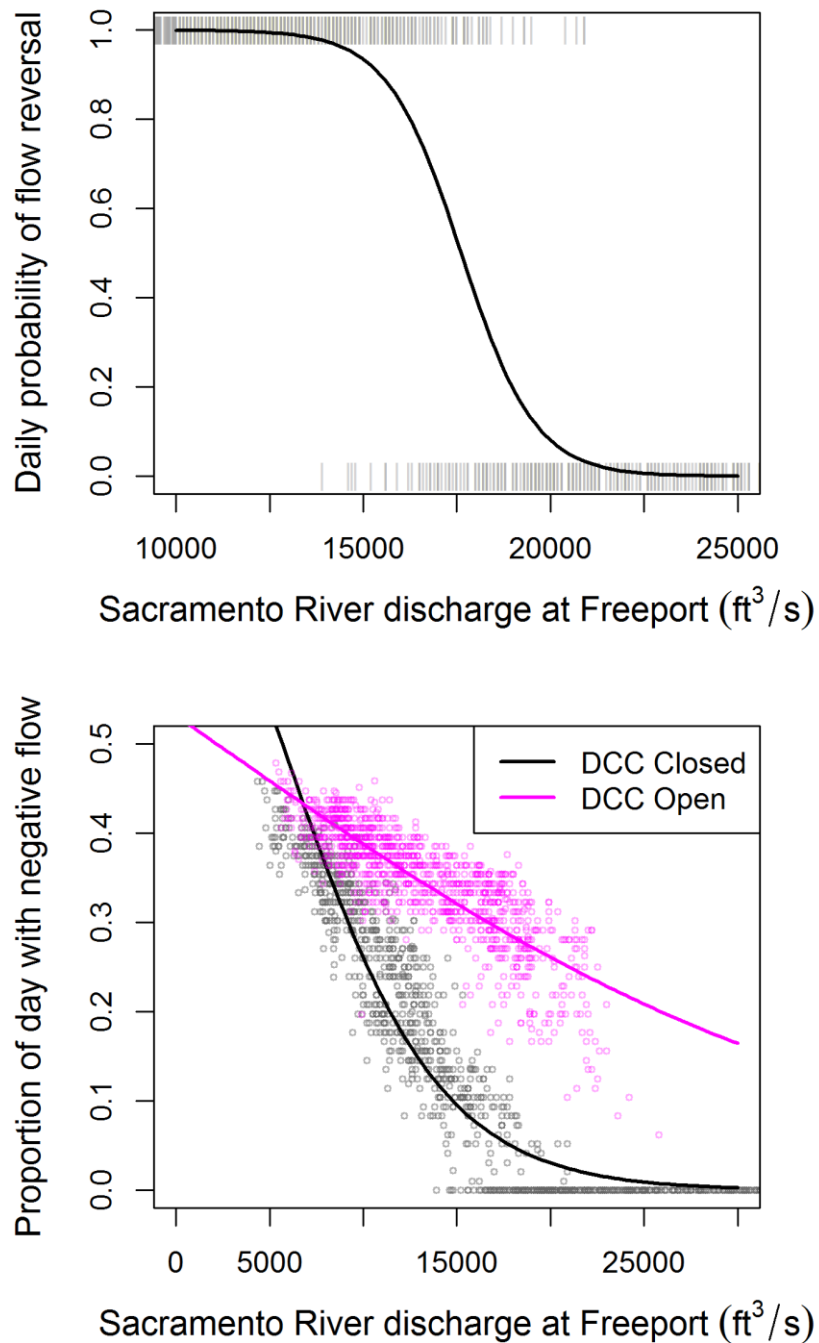 Daily probability of flow reversal
1.0
0.8
0.6
0.4
0.2
0.0
10000 15000 20000 25000
Sacramento River discharge at Freeport (ft³/s)
Proportion of day with negative flow
0.5
0.4
0.3
0.2
0.1
0.0
DCC Closed
DCC Open
0 5000 15000 25000
Sacramento River discharge at Freeport (ft³/s)